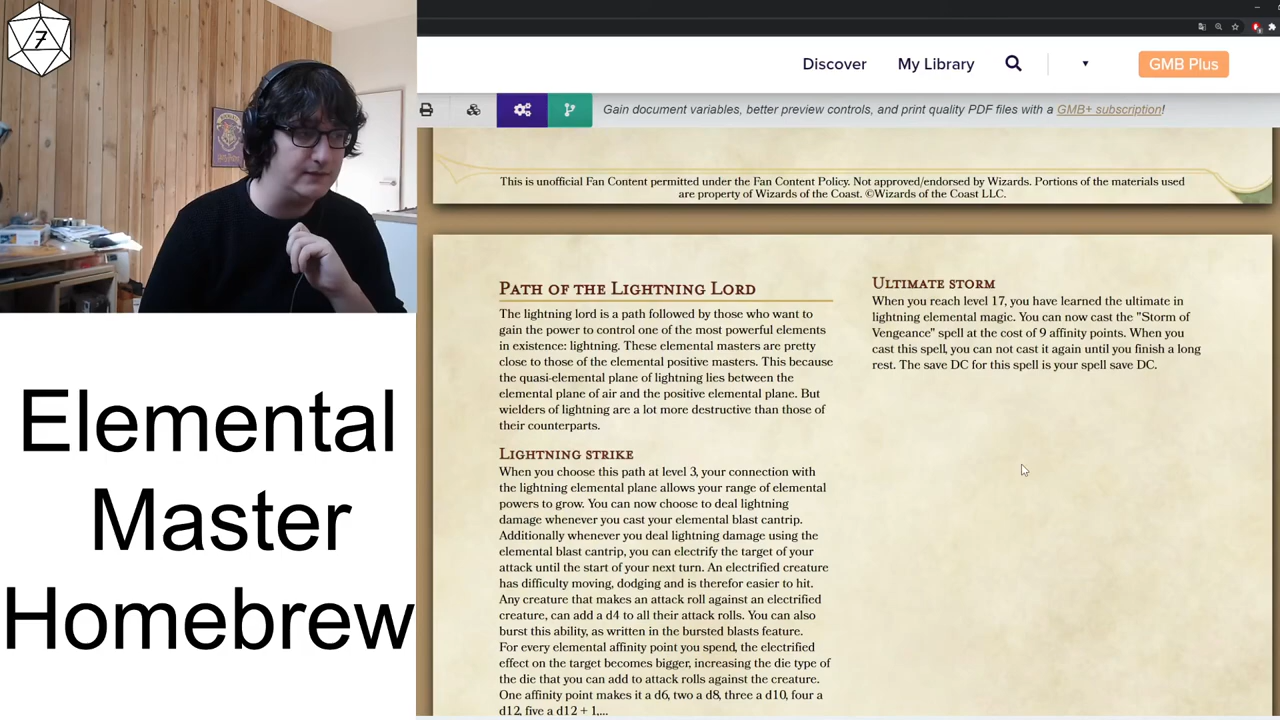 7
Discover
My Library
GMB Plus
Gain document variables, better preview controls, and print quality PDF files with a GMB+ subscription!
This is unofficial Fan Content permitted under the Fan Content Policy. Not approved/endorsed by Wizards. Portions of the materials used
are property of Wizards of the Coast. ©Wizards of the Coast LLC.
Elemental
Master
Homebrew
Path of the Lightning Lord
The lightning lord is a path followed by those who want to
gain the power to control one of the most powerful elements
in existence: lightning. These elemental masters are pretty
close to those of the elemental positive masters. This because
the quasi-elemental plane of lightning lies between the
elemental plane of air and the positive elemental plane. But
wielders of lightning are a lot more destructive than those of
their counterparts.
Lightning strike
When you choose this path at level 3, your connection with
the lightning elemental plane allows your range of elemental
powers to grow. You can now choose to deal lightning
damage whenever you cast your elemental blast cantrip.
Additionally whenever you deal lightning damage using the
elemental blast cantrip, you can electrify the target of your
attack until the start of your next turn. An electrified creature
has difficulty moving, dodging and is therefor easier to hit.
Any creature that makes an attack roll against an electrified
creature, can add a d4 to all their attack rolls. You can also
burst this ability, as written in the bursted blasts feature.
For every elemental affinity point you spend, the electrified
effect on the target becomes bigger, increasing the die type of
the die that you can add to attack rolls against the creature.
One affinity point makes it a d6, two a d8, three a d10, four a
d12, five a d12 + 1,...
Ultimate storm
When you reach level 17, you have learned the ultimate in
lightning elemental magic. You can now cast the "Storm of
Vengeance" spell at the cost of 9 affinity points. When you
cast this spell, you can not cast it again until you finish a long
rest. The save DC for this spell is your spell save DC.